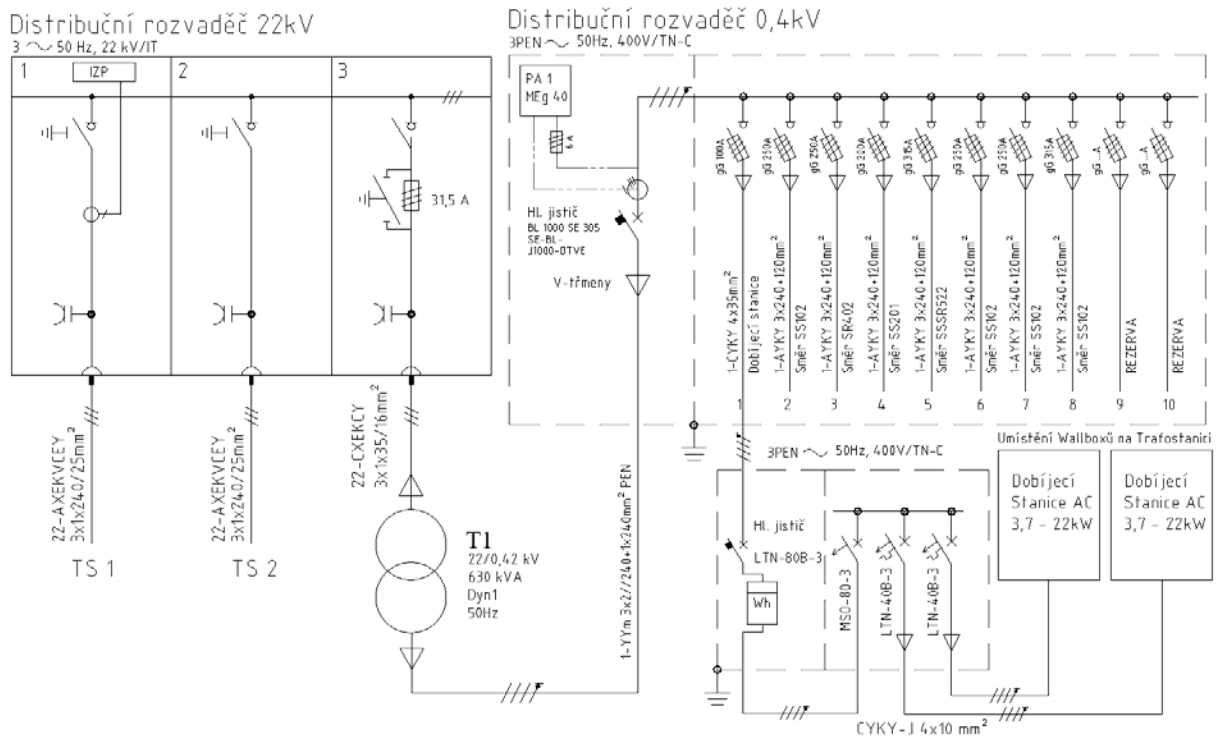 Distribuční rozvaděč 22kV
3 ~ 50 Hz, 22 kV/IT
1
IZP
2
3
31,5 A
22-AXEKVCEY
3x1x240/25mm²
TS 1
22-AXEKVCEY
3x1x240/25mm²
TS 2
22-CXEKCY
3x1x35/16mm²
T1
22/0,42 kV
630 kVA
Dyn1
50Hz
Distribuční rozvaděč 0,4kV
3PEN ~ 50Hz, 400V/TN-C
PA 1
MEg 40
6A
Hl. jistič
BL 1000 SE 305
SE-BL-
J1000-DTVE
V-třmeny
1-YYm 3x2//240+1x240mm² PEN
gG 100A
gG 250A
gG 250A
gG 200A
gG 315A
gG 250A
gG 250A
gG 315A
gG...A
gG...A
1-CYKY 4x35mm²
Dobíjecí stanice
1-AYKY 3x240+120mm²
Směr SS102
1-AYKY 3x240+120mm²
Směr SR402
1-AYKY 3x240+120mm²
Směr SS201
1-AYKY 3x240+120mm²
Směr SSSR522
1-AYKY 3x240+120mm²
Směr SS102
1-AYKY 3x240+120mm²
Směr SS102
1-AYKY 3x240+120mm²
Směr SS102
REZERVA
REZERVA
1 2 3 4 5 6 7 8 9 10
3PEN ~ 50Hz, 400V/TN-C
Hl. jistič
LTN-80B-3
Wh
MSO-80-3
LTN-40B-3
LTN-40B-3
Umístění Wallboxů na Trafostanici
Dobíjecí
Stanice AC
3,7 - 22kW
Dobíjecí
Stanice AC
3,7 - 22kW
CYKY-J 4x10 mm²